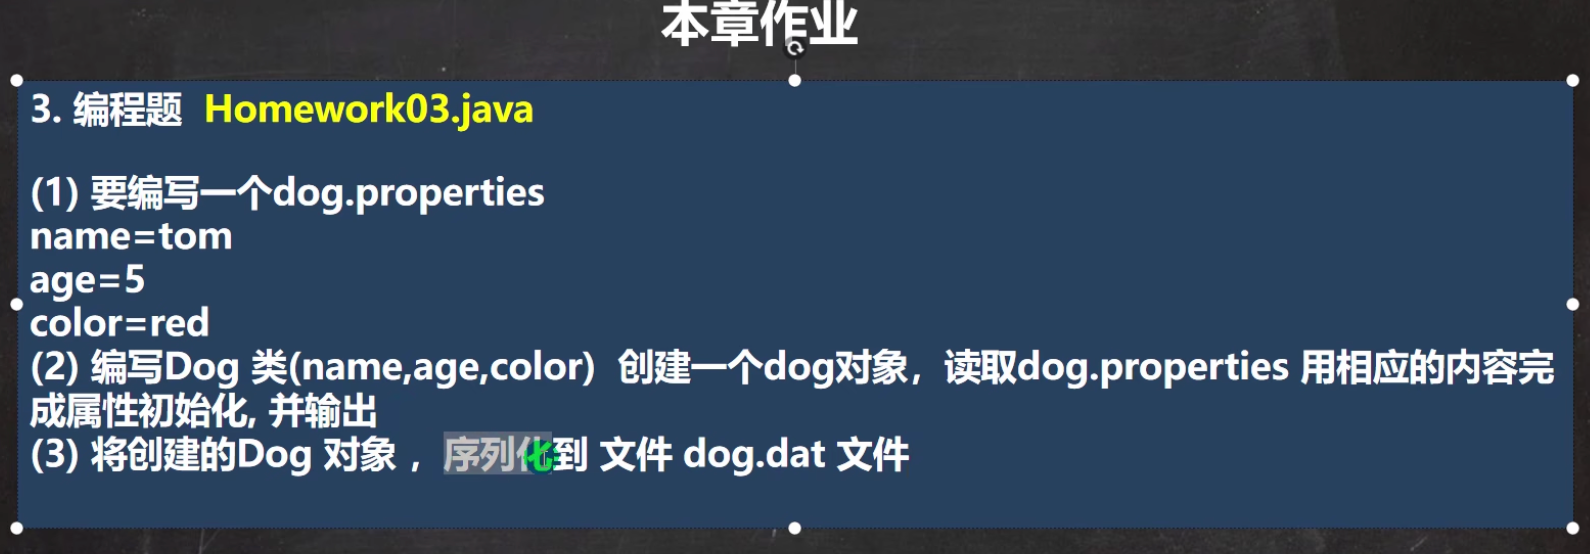 本章作业
3. 编程题 Homework03.java
(1) 要编写一个dog.properties
name=tom
age=5
color=red
(2) 编写Dog 类(name,age,color) 创建一个dog对象，读取dog.properties 用相应的内容完
成属性初始化, 并输出
(3) 将创建的Dog 对象 ，序列化到 文件 dog.dat 文件